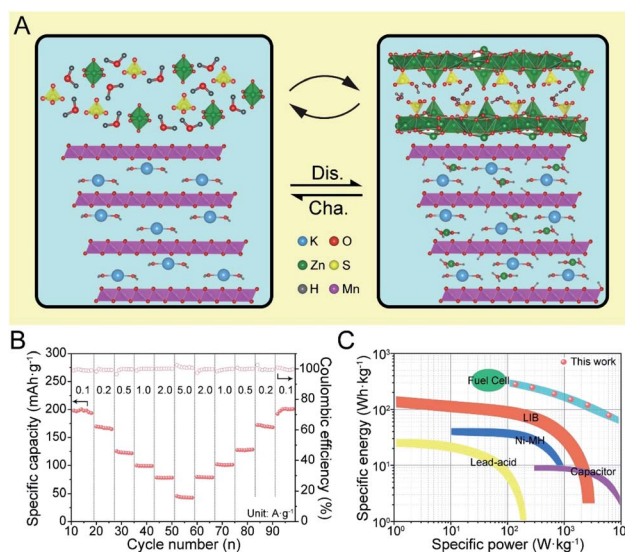 A
Dis.
Cha.
K
O
Zn
S
H
Mn
B
Specific capacity (mAh·g⁻¹)
300
250
200
150
100
50
0
0.1
0.2
0.5
1.0
2.0
5.0
2.0
1.0
0.5
0.2
0.1
Unit: A·g⁻¹
100
80
60
40
20
0
Coulombic efficiency (%)
10 20 30 40 50 60 70 80 90
Cycle number (n)
C
Specific energy (Wh·kg⁻¹)
10³
10²
10¹
10⁰
This work
Fuel Cell
LIB
Ni-MH
Lead-acid
Capacitor
10⁰ 10¹ 10² 10³ 10⁴
Specific power (W·kg⁻¹)